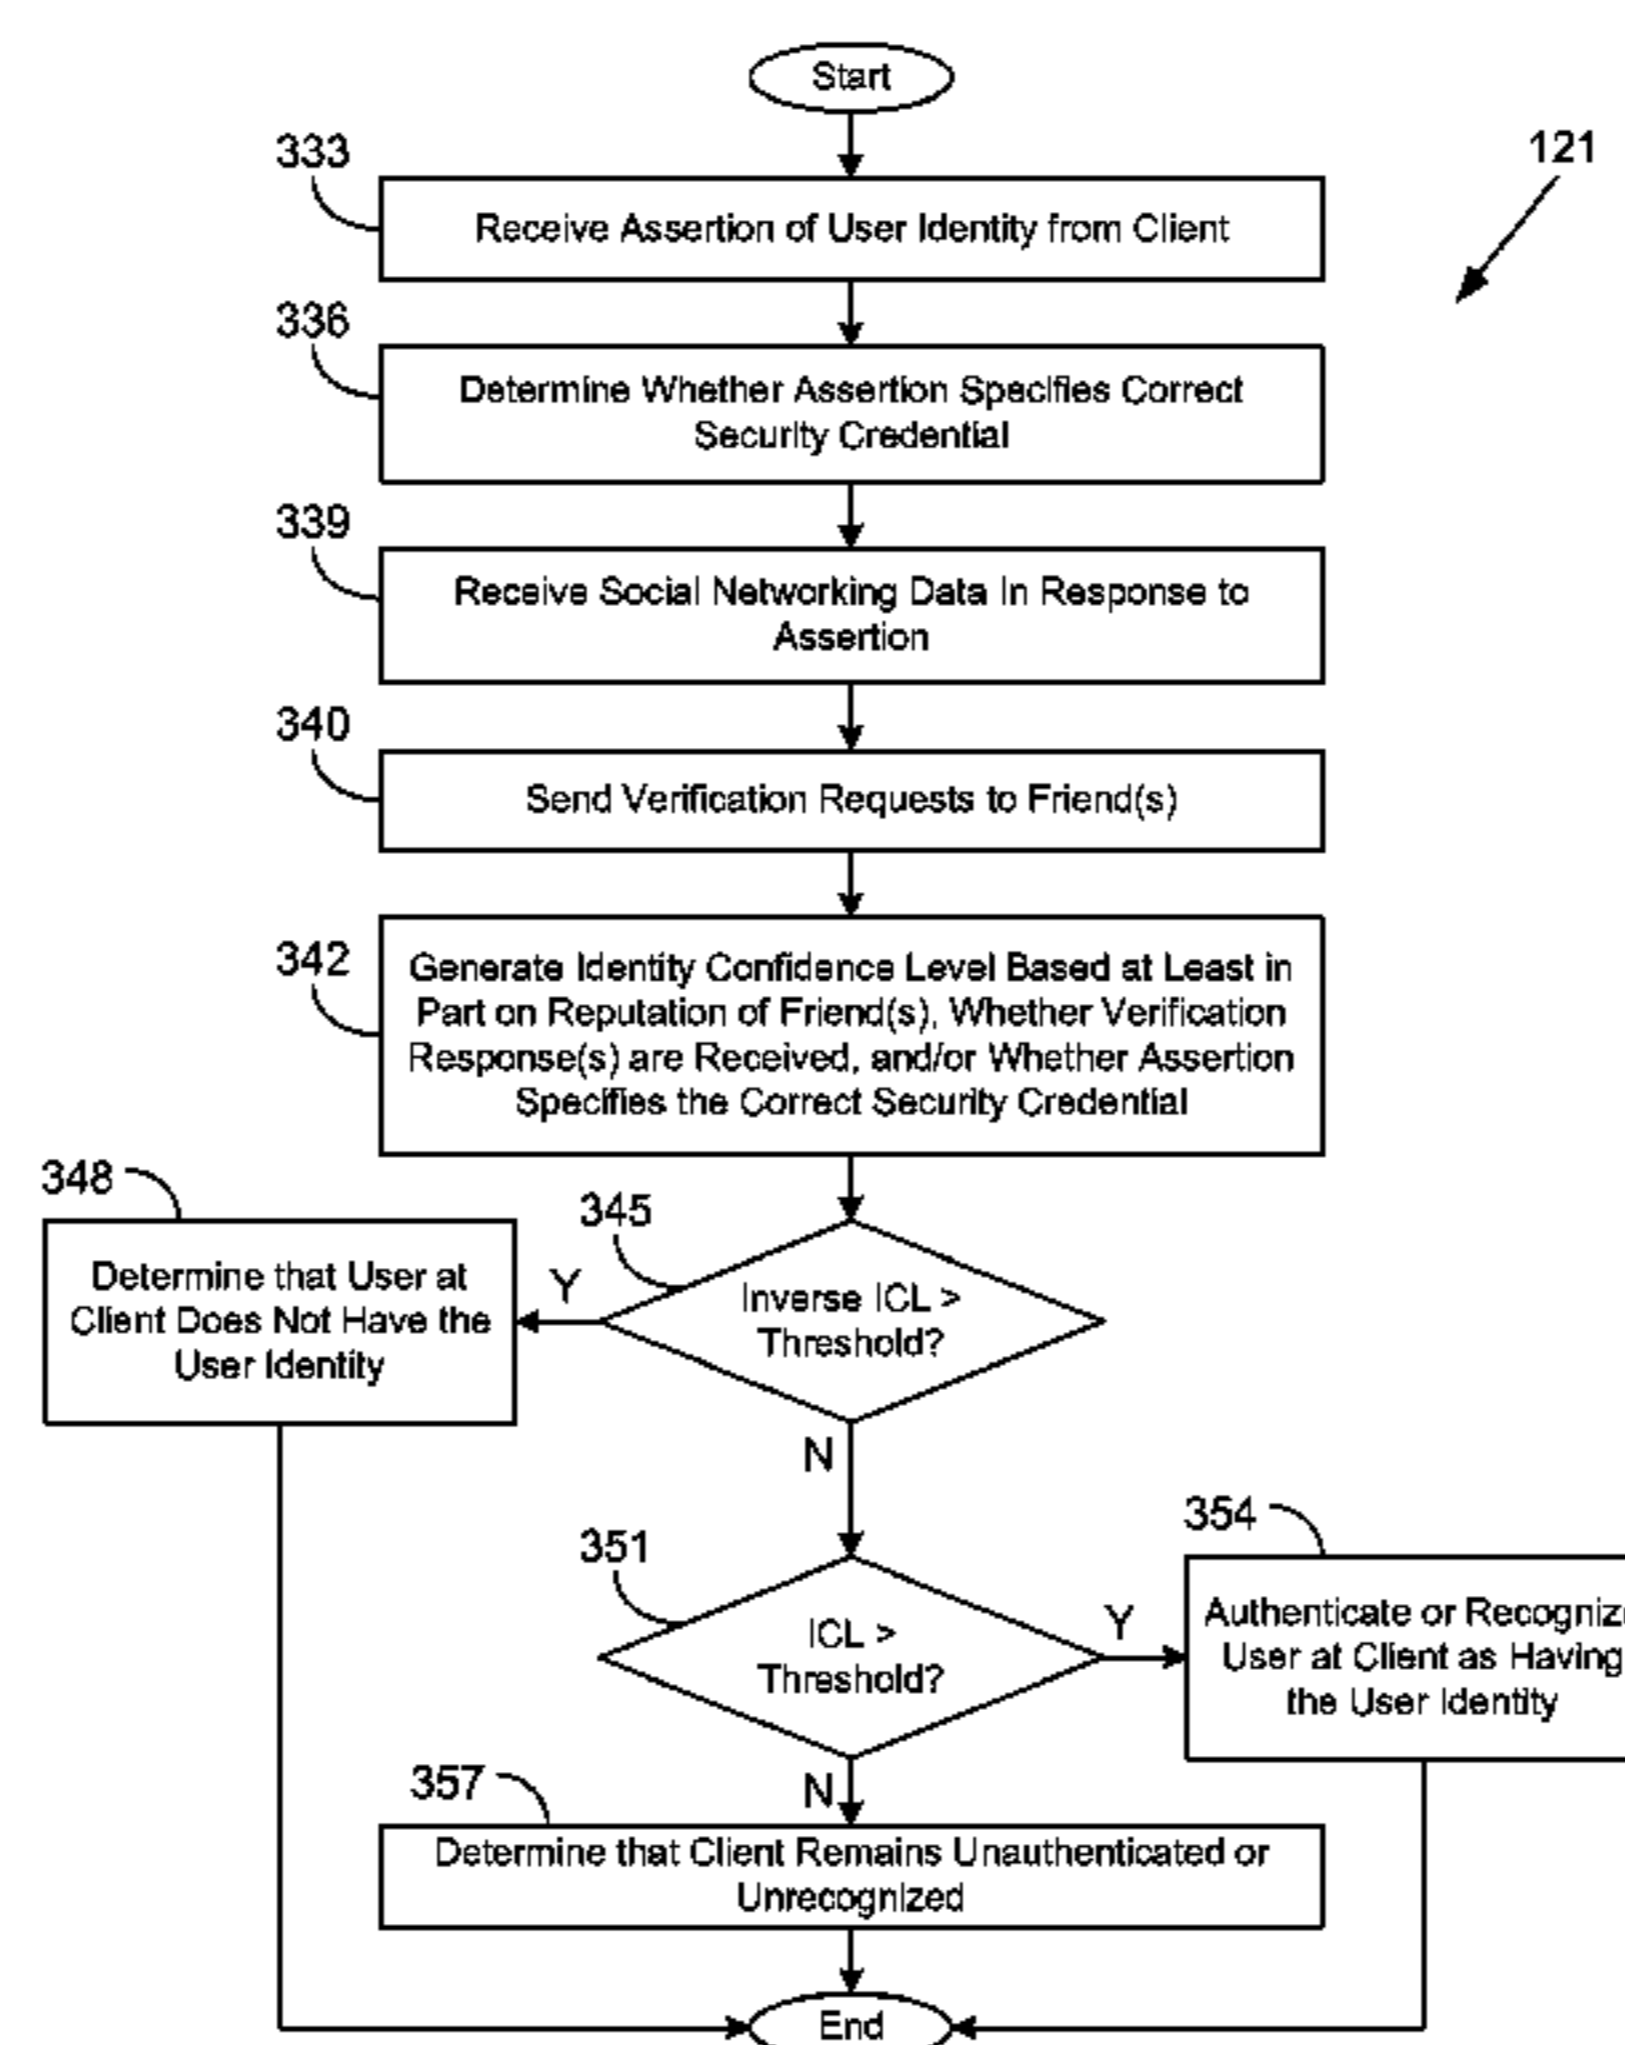 Start
333
121
Receive Assertion of User Identity from Client
336
Determine Whether Assertion Specifies Correct
Security Credential
339
Receive Social Networking Data In Response to
Assertion
340
Send Verification Requests to Friend(s)
342
Generate Identity Confidence Level Based at Least in
Part on Reputation of Friend(s), Whether Verification
Response(s) are Received, and/or Whether Assertion
Specifies the Correct Security Credential
348
345
Determine that User at
Client Does Not Have the
User Identity
Y
Inverse ICL >
Threshold?
N
354
351
ICL >
Threshold?
Y
Authenticate or Recognize
User at Client as Having
the User Identity
357
N
Determine that Client Remains Unauthenticated or
Unrecognized
End